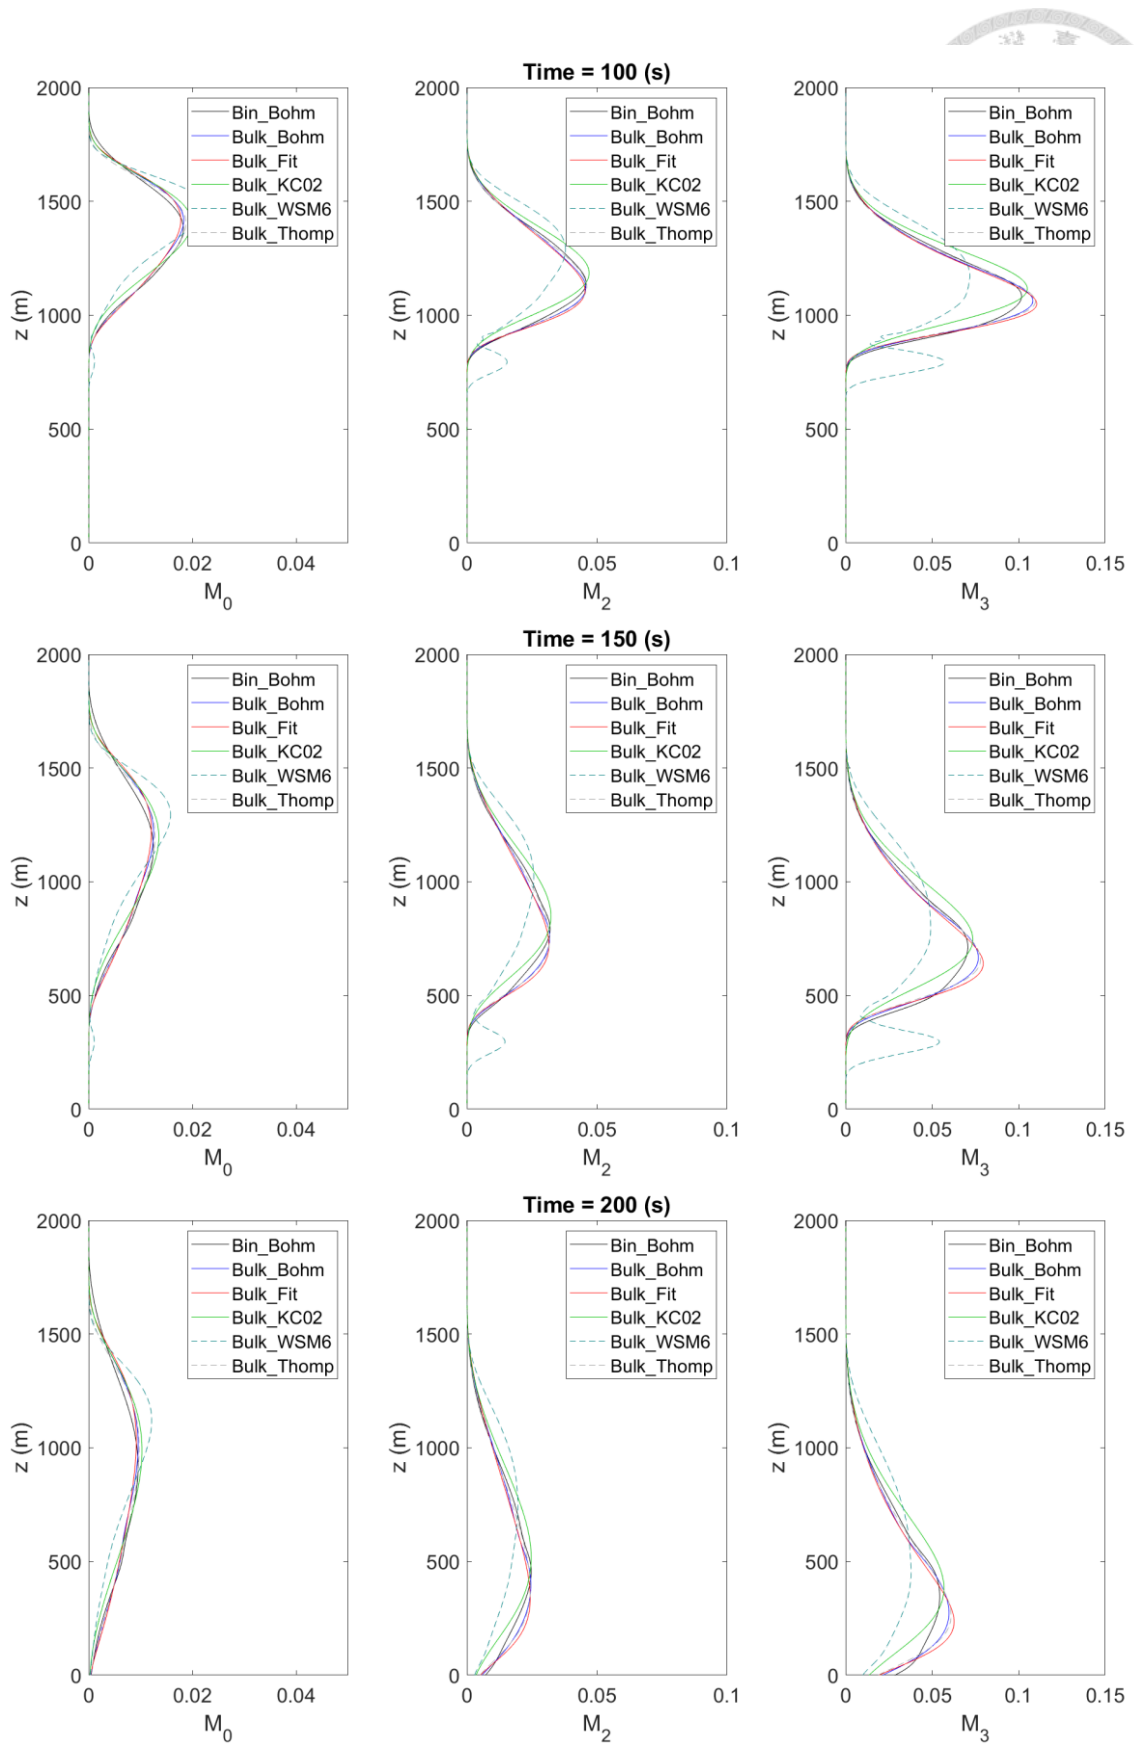 Time = 100 (s)
2000
1500
1000
500
0
z (m)
0 0.02 0.04
M0
Bin_Bohm
Bulk_Bohm
Bulk_Fit
Bulk_KC02
Bulk_WSM6
Bulk_Thomp
2000
1500
1000
500
0
z (m)
0 0.05 0.1
M2
Bin_Bohm
Bulk_Bohm
Bulk_Fit
Bulk_KC02
Bulk_WSM6
Bulk_Thomp
2000
1500
1000
500
0
z (m)
0 0.05 0.1 0.15
M3
Bin_Bohm
Bulk_Bohm
Bulk_Fit
Bulk_KC02
Bulk_WSM6
Bulk_Thomp
Time = 150 (s)
2000
1500
1000
500
0
z (m)
0 0.02 0.04
M0
Bin_Bohm
Bulk_Bohm
Bulk_Fit
Bulk_KC02
Bulk_WSM6
Bulk_Thomp
2000
1500
1000
500
0
z (m)
0 0.05 0.1
M2
Bin_Bohm
Bulk_Bohm
Bulk_Fit
Bulk_KC02
Bulk_WSM6
Bulk_Thomp
2000
1500
1000
500
0
z (m)
0 0.05 0.1 0.15
M3
Bin_Bohm
Bulk_Bohm
Bulk_Fit
Bulk_KC02
Bulk_WSM6
Bulk_Thomp
Time = 200 (s)
2000
1500
1000
500
0
z (m)
0 0.02 0.04
M0
Bin_Bohm
Bulk_Bohm
Bulk_Fit
Bulk_KC02
Bulk_WSM6
Bulk_Thomp
2000
1500
1000
500
0
z (m)
0 0.05 0.1
M2
Bin_Bohm
Bulk_Bohm
Bulk_Fit
Bulk_KC02
Bulk_WSM6
Bulk_Thomp
2000
1500
1000
500
0
z (m)
0 0.05 0.1 0.15
M3
Bin_Bohm
Bulk_Bohm
Bulk_Fit
Bulk_KC02
Bulk_WSM6
Bulk_Thomp